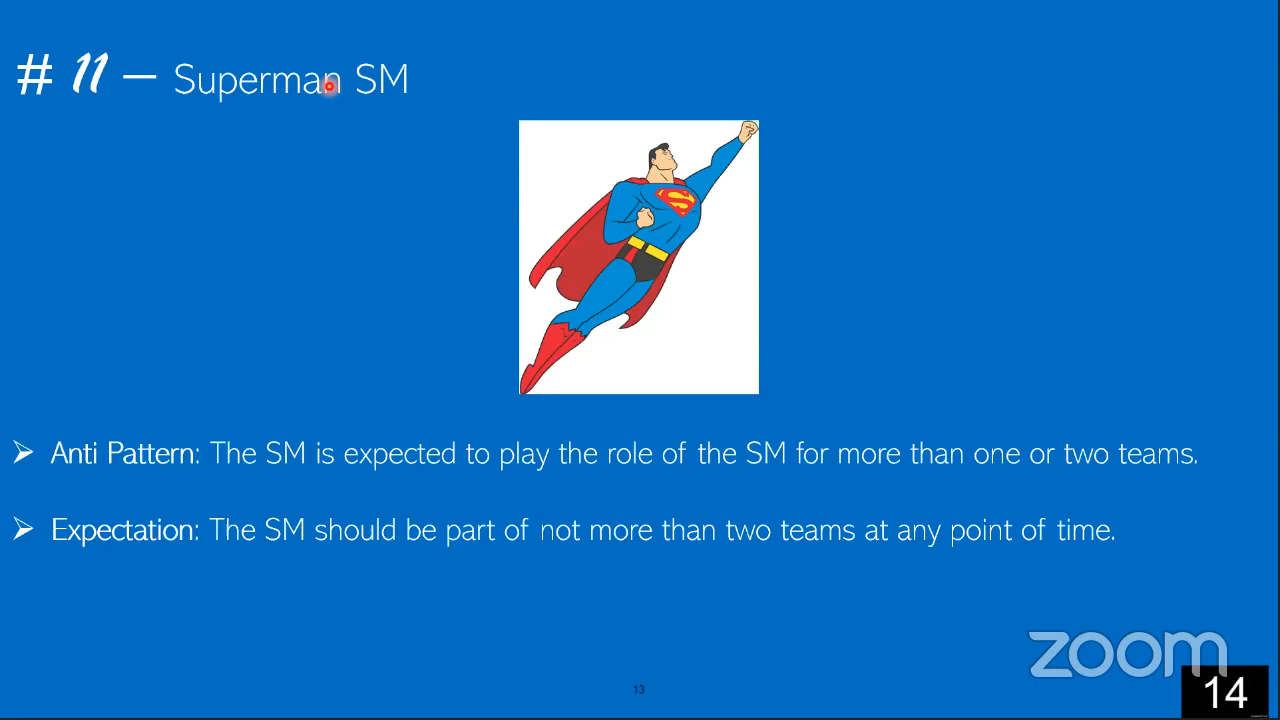 # 11 – Superman SM
➢ Anti Pattern: The SM is expected to play the role of the SM for more than one or two teams.
➢ Expectation: The SM should be part of not more than two teams at any point of time.
zoom
13
14